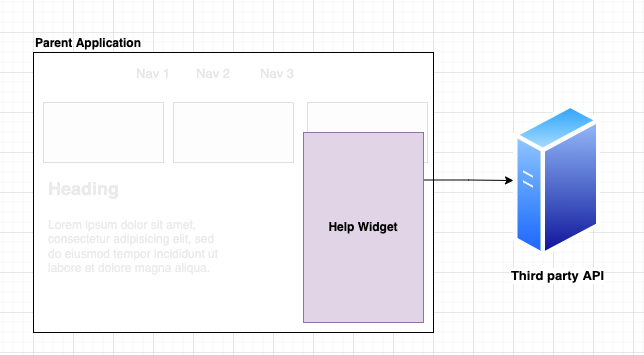 Parent Application
Nav 1 Nav 2 Nav 3
Heading
Lorem ipsum dolor sit amet,
consectetur adipisicing elit, sed
do eiusmod tempor incididunt ut
labore et dolore magna aliqua.
Help Widget
Third party API